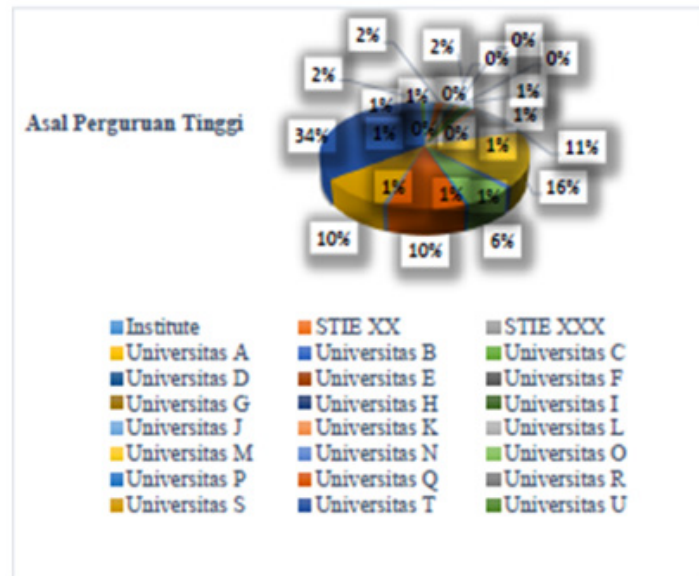 2% 2% 0% 0% 0%
2% 1% 1% 0% 1%
Asal Perguruan Tinggi
34% 1% 0% 0% 1% 1% 11%
16%
1% 1% 1%
10% 10% 6%
Institute STIE XX STIE XXX
Universitas A Universitas B Universitas C
Universitas D Universitas E Universitas F
Universitas G Universitas H Universitas I
Universitas J Universitas K Universitas L
Universitas M Universitas N Universitas O
Universitas P Universitas Q Universitas R
Universitas S Universitas T Universitas U